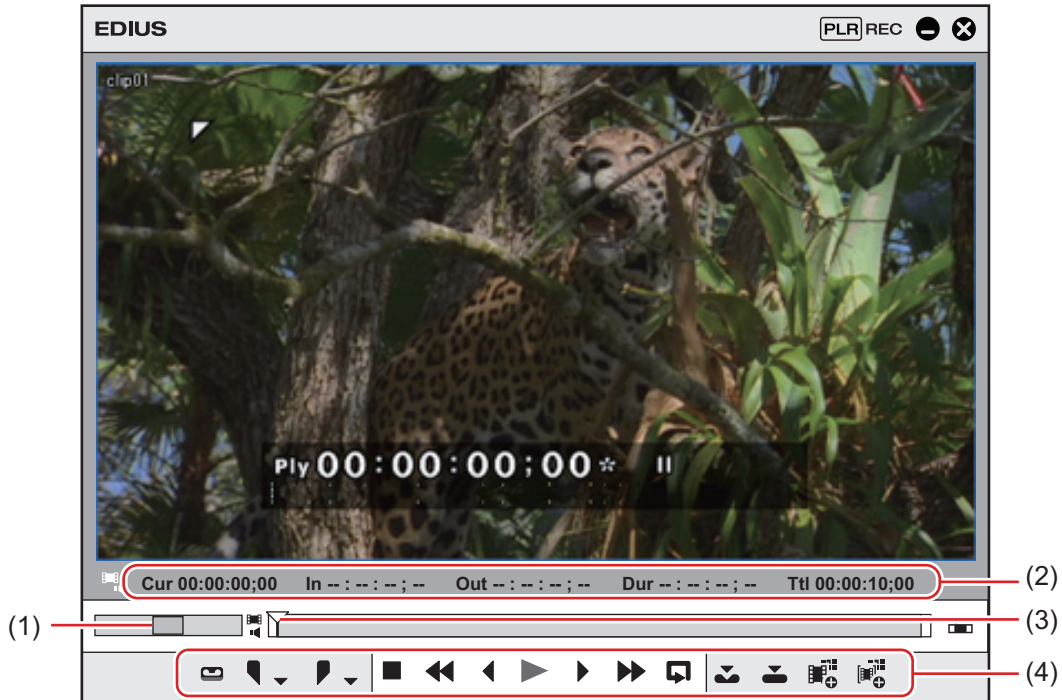 EDIUS
PLR REC
clip01
Ply 00:00:00;00 *
Cur 00:00:00;00 In -- : -- : -- ; -- Out -- : -- : -- ; -- Dur -- : -- : -- ; -- Ttl 00:00:10;00
(2)
(1)
(3)
(4)